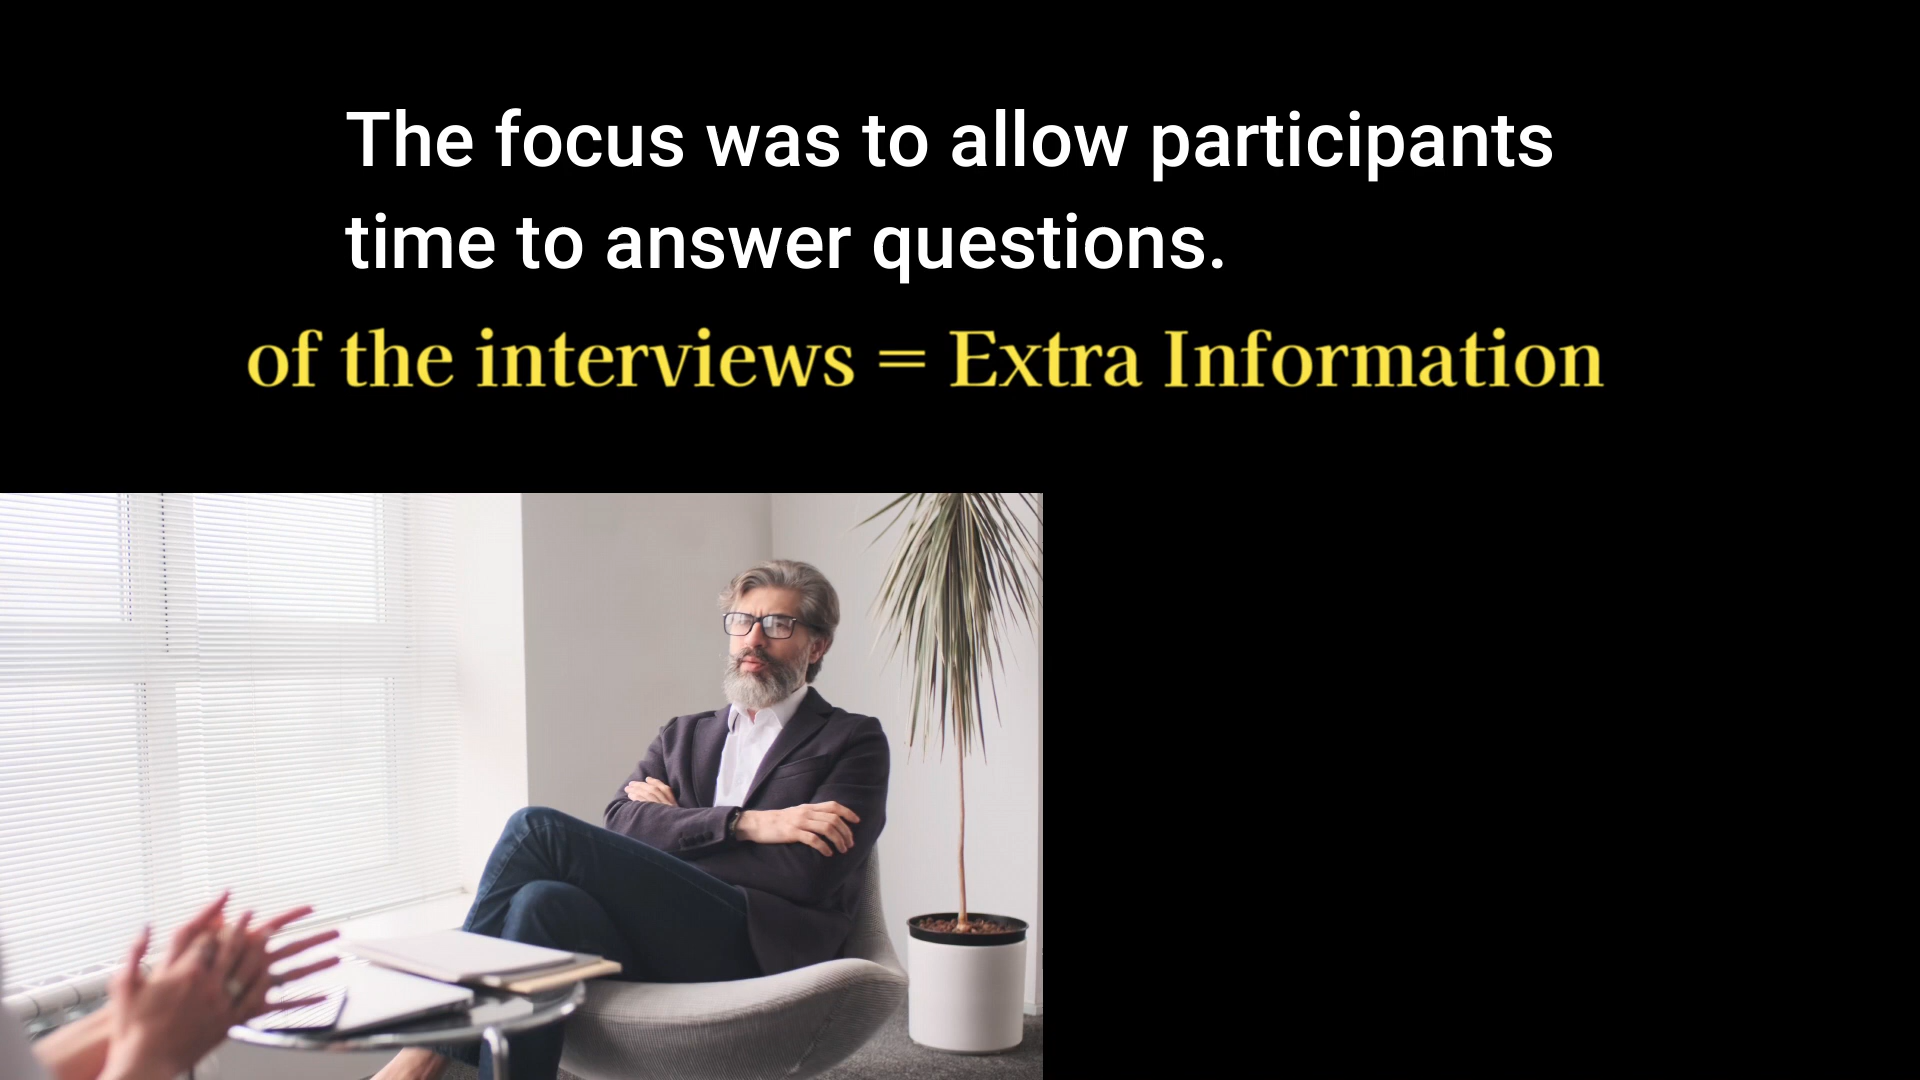 The focus was to allow participants
time to answer questions.
of the interviews = Extra Information